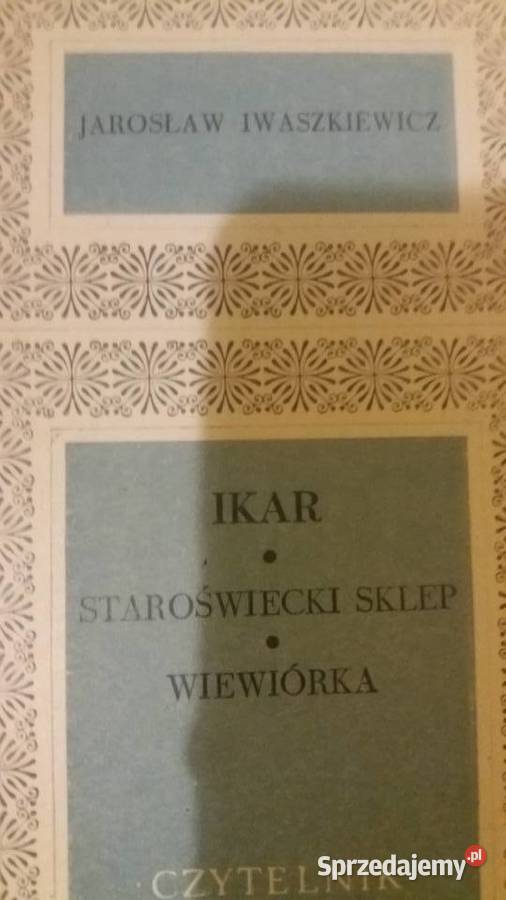 JAROSŁAW IWASZKIEWICZ
IKAR
•
STAROŚWIECKI SKLEP
•
WIEWIÓRKA
CZYTELNIK
Sprzedajemy.pl